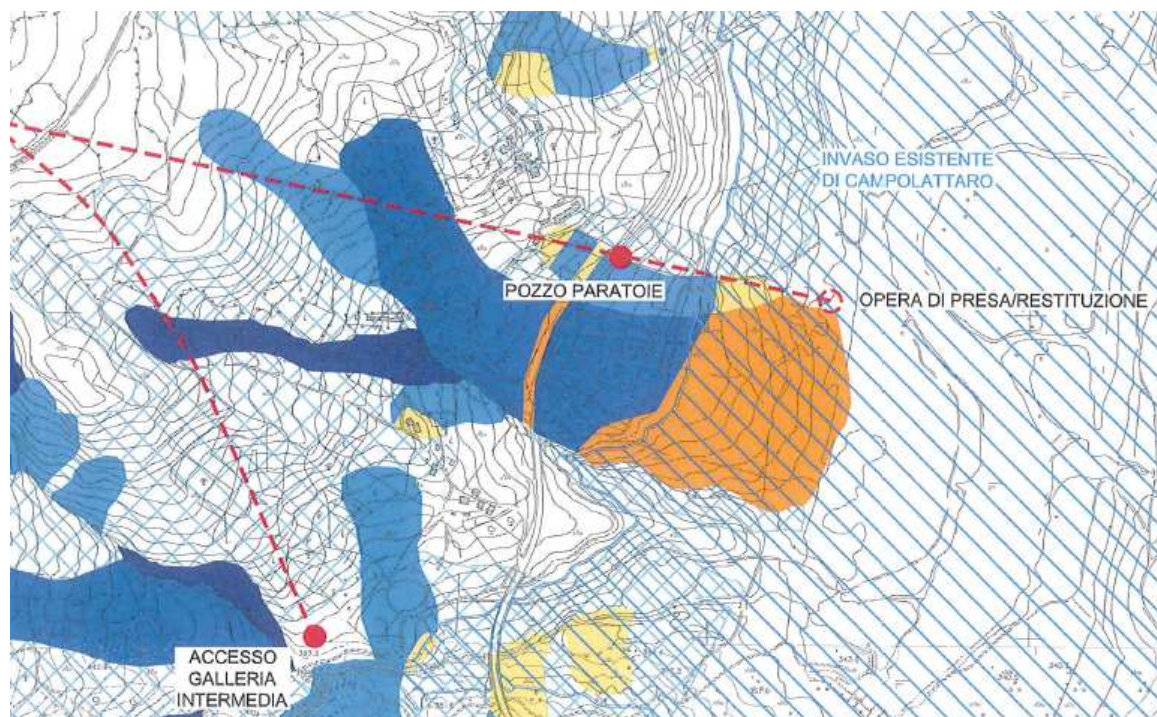 INVASO ESISTENTE
DI CAMPOLATTARO
POZZO PARATOIE
OPERA DI PRESA/RESTITUZIONE
ACCESSO
GALLERIA
INTERMEDIA